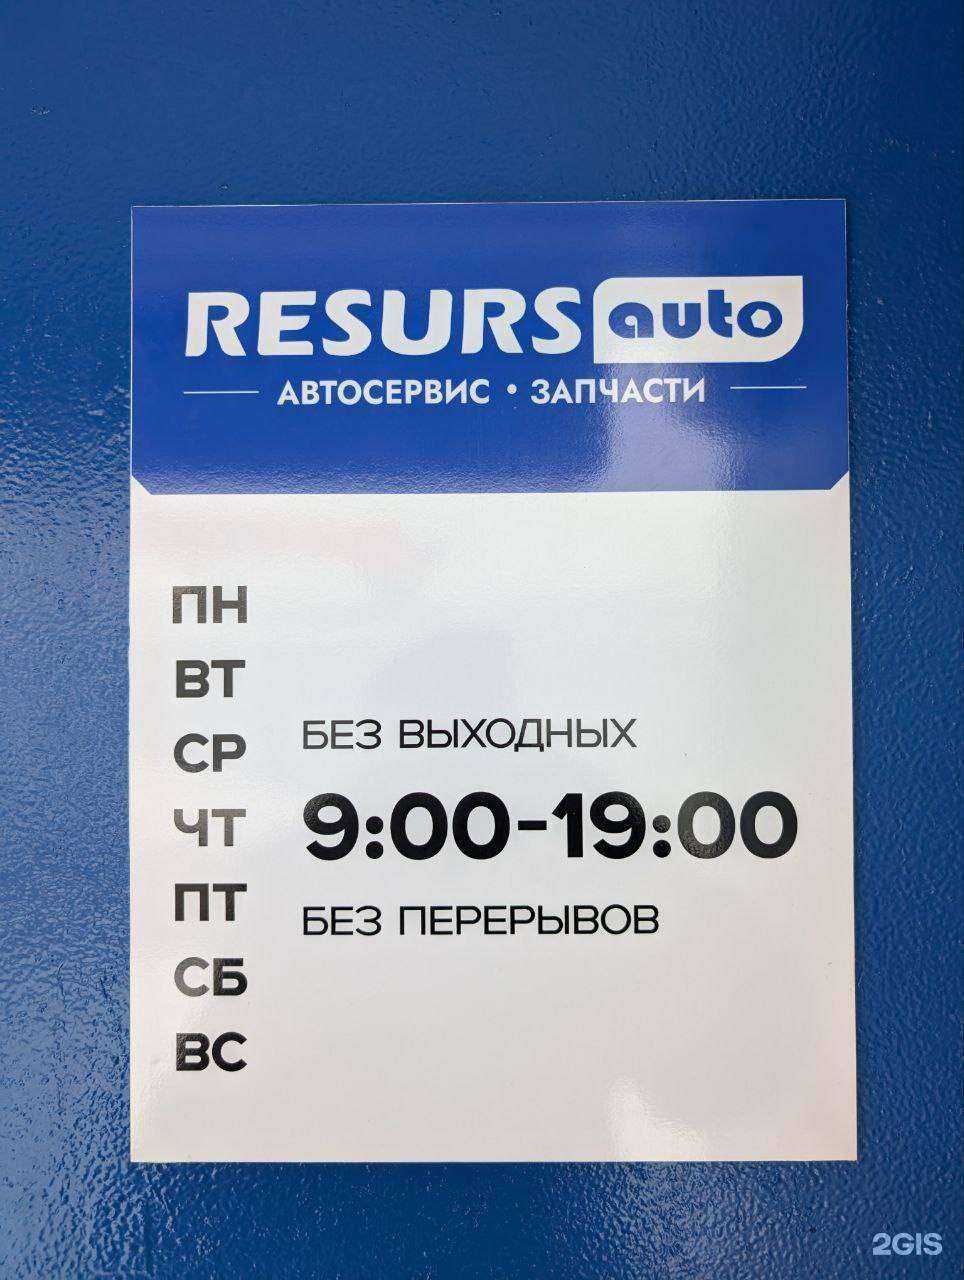 RESURS auto
АВТОСЕРВИС • ЗАПЧАСТИ
ПН
ВТ
СР
ЧТ
ПТ
СБ
ВС
БЕЗ ВЫХОДНЫХ
9:00-19:00
БЕЗ ПЕРЕРЫВОВ
2GIS